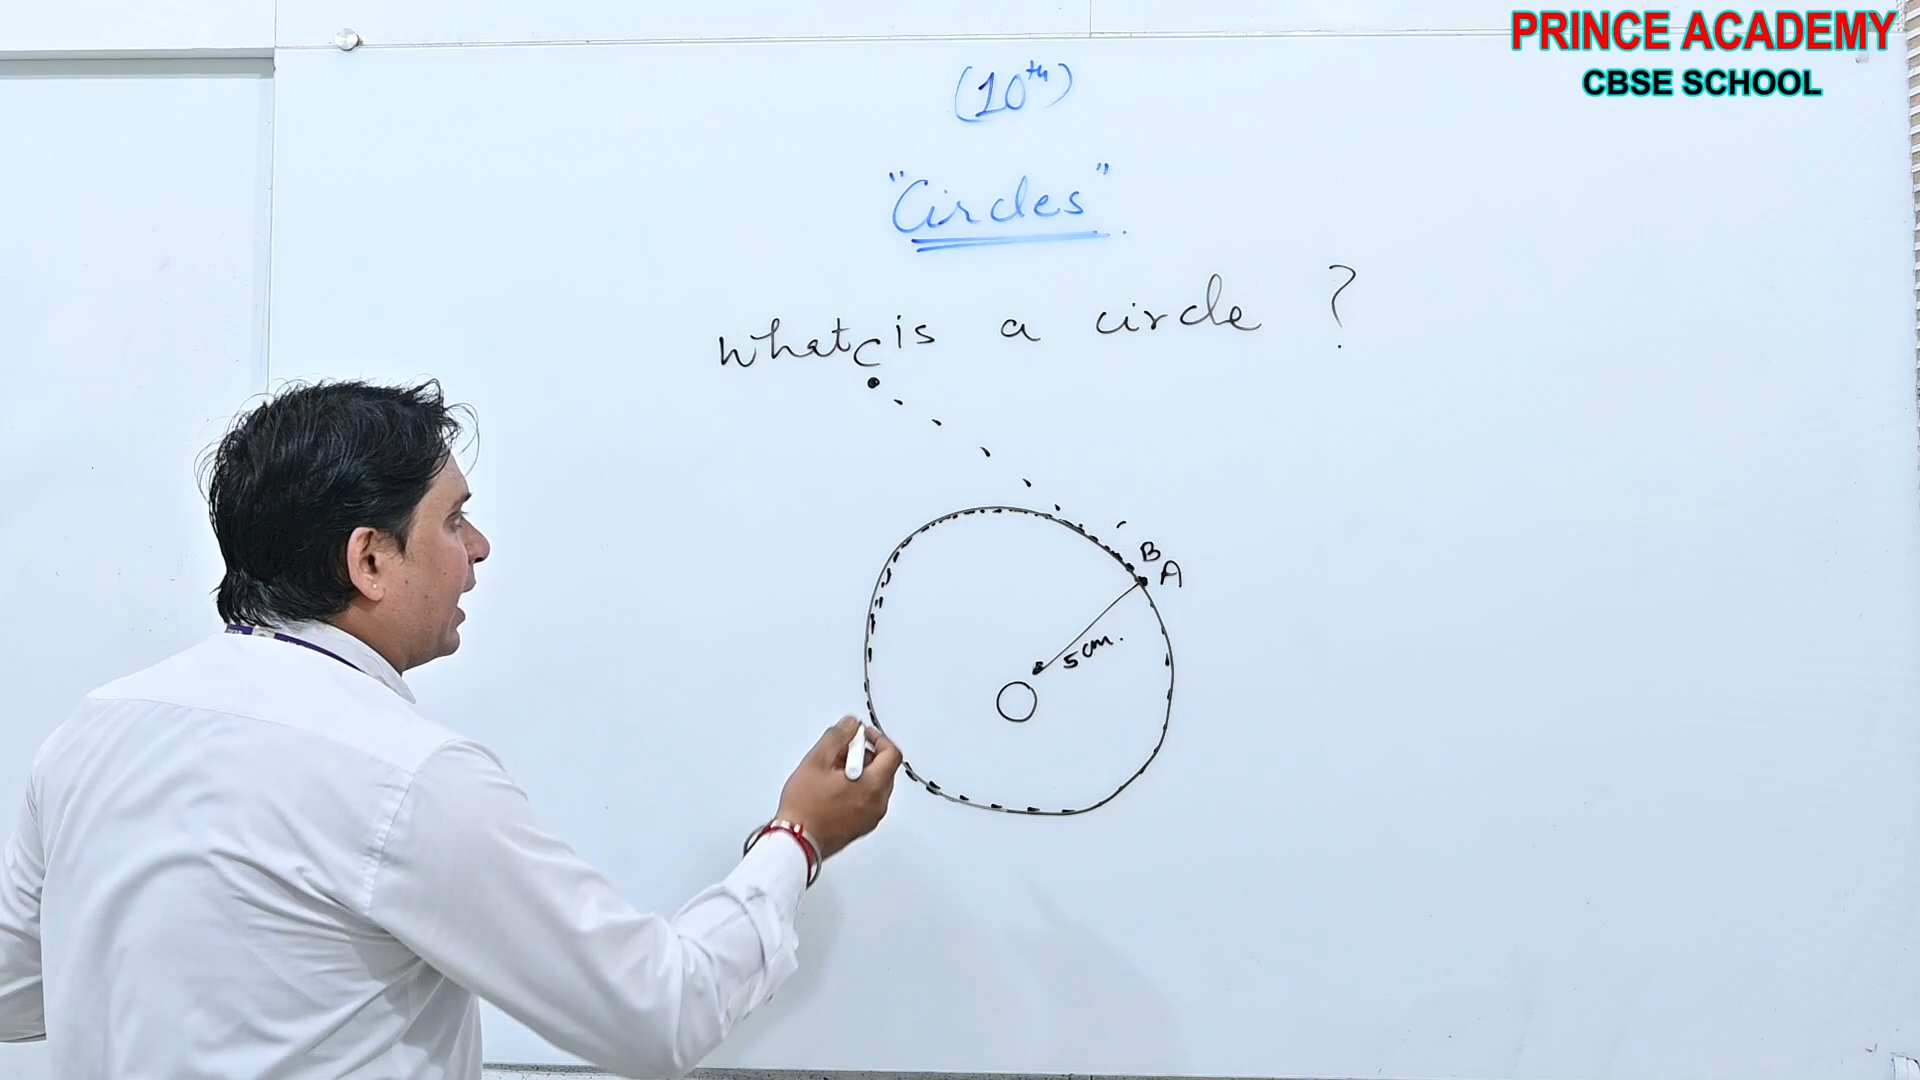 PRINCE ACADEMY
CBSE SCHOOL
(10th)
"Circles"
What is a circle ?
C
B
A
5 cm.
O